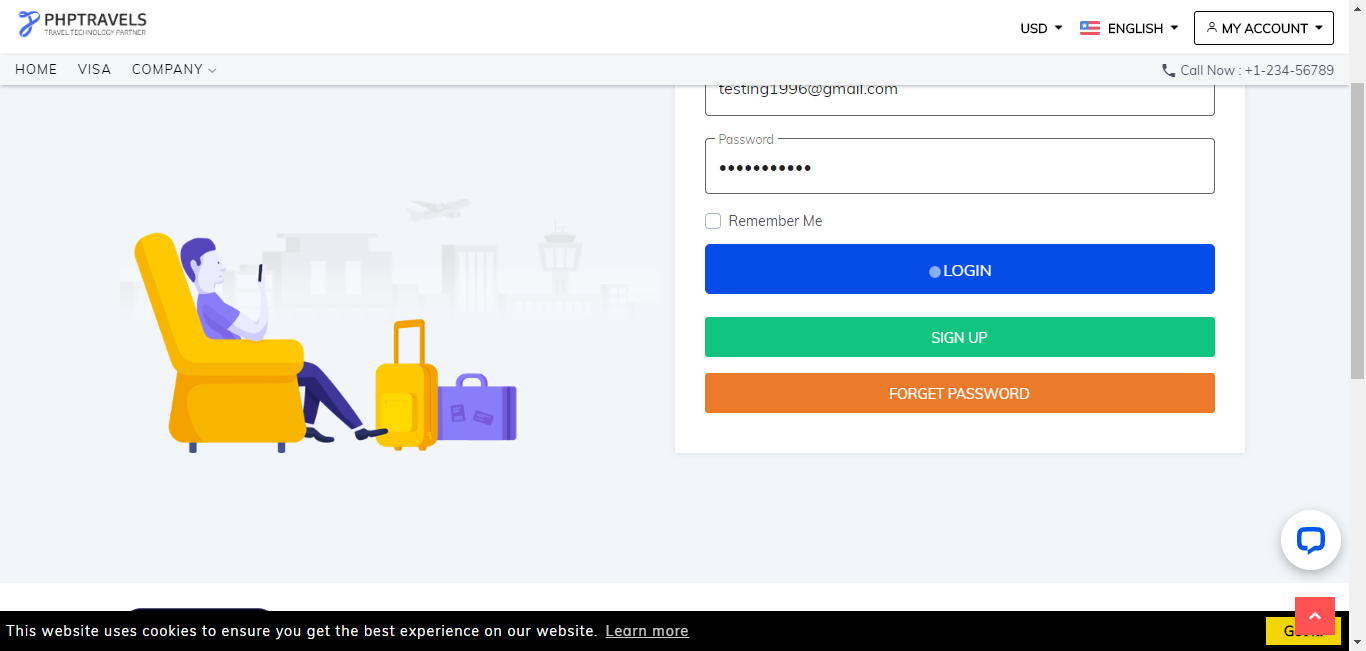 PHPTRAVELS
TRAVEL TECHNOLOGY PARTNER
USD
ENGLISH
MY ACCOUNT
HOME
VISA
COMPANY
Call Now : +1-234-56789
testing1996@gmail.com
Password
•••••••••••
Remember Me
LOGIN
SIGN UP
FORGET PASSWORD
This website uses cookies to ensure you get the best experience on our website. Learn more